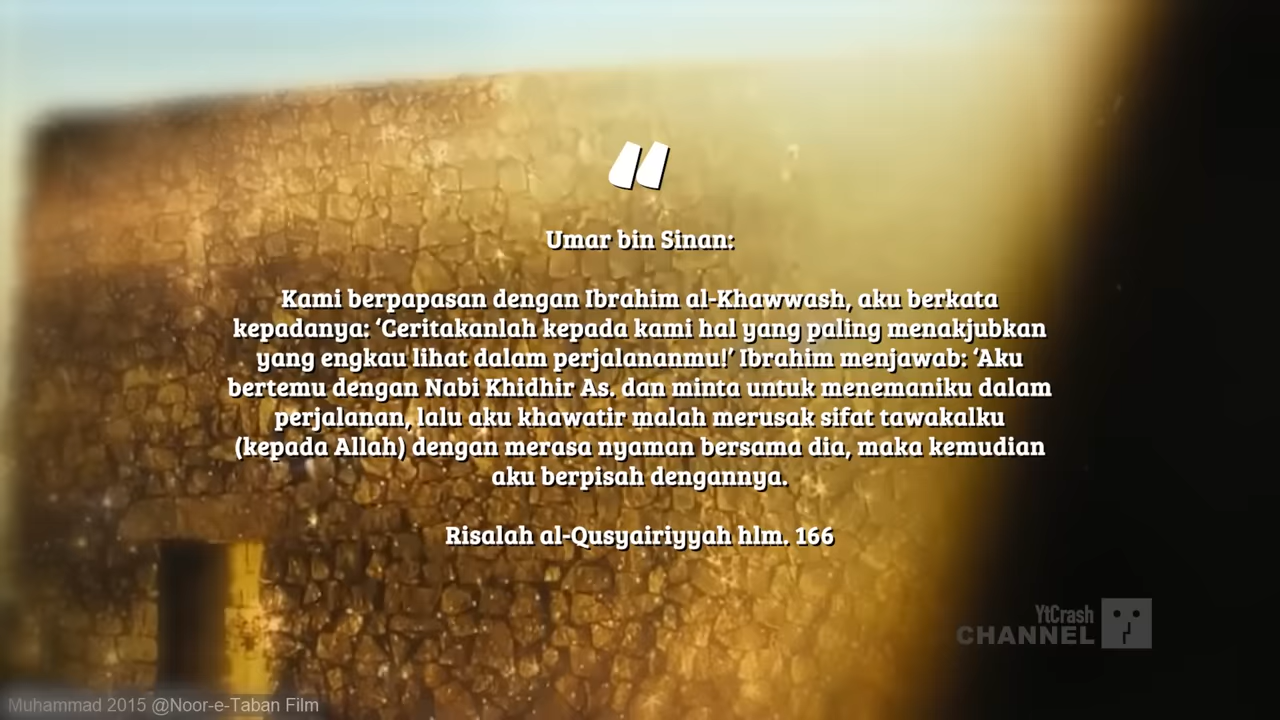 Umar bin Sinan:
Kami berpapasan dengan Ibrahim al-Khawwash, aku berkata
kepadanya: ‘Ceritakanlah kepada kami hal yang paling menakjubkan
yang engkau lihat dalam perjalananmu!’ Ibrahim menjawab: ‘Aku
bertemu dengan Nabi Khidhir As. dan minta untuk menemaniku dalam
perjalanan, lalu aku khawatir malah merusak sifat tawakalku
(kepada Allah) dengan merasa nyaman bersama dia, maka kemudian
aku berpisah dengannya.
Risalah al-Qusyairiyyah hlm. 166
YtCrash
CHANNEL
Muhammad 2015 @Noor-e-Taban Film